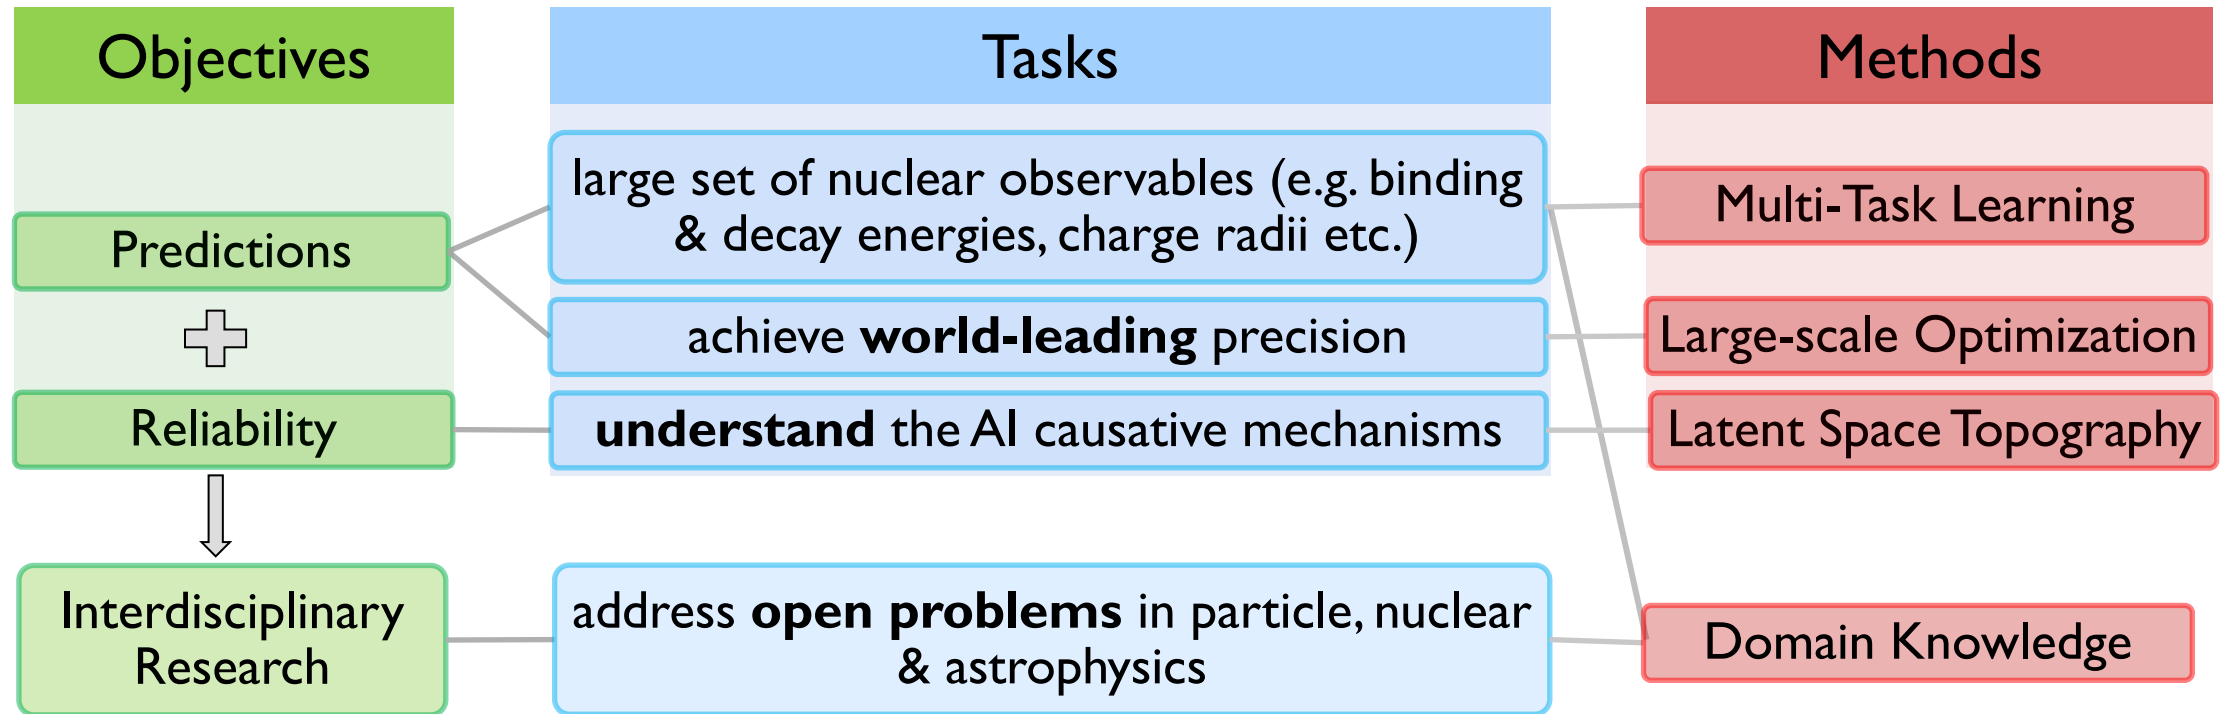 Objectives
Tasks
Methods
large set of nuclear observables (e.g. binding
& decay energies, charge radii etc.)
Multi-Task Learning
Predictions
achieve world-leading precision
Large-scale Optimization
Reliability
understand the AI causative mechanisms
Latent Space Topography
Interdisciplinary
Research
address open problems in particle, nuclear
& astrophysics
Domain Knowledge